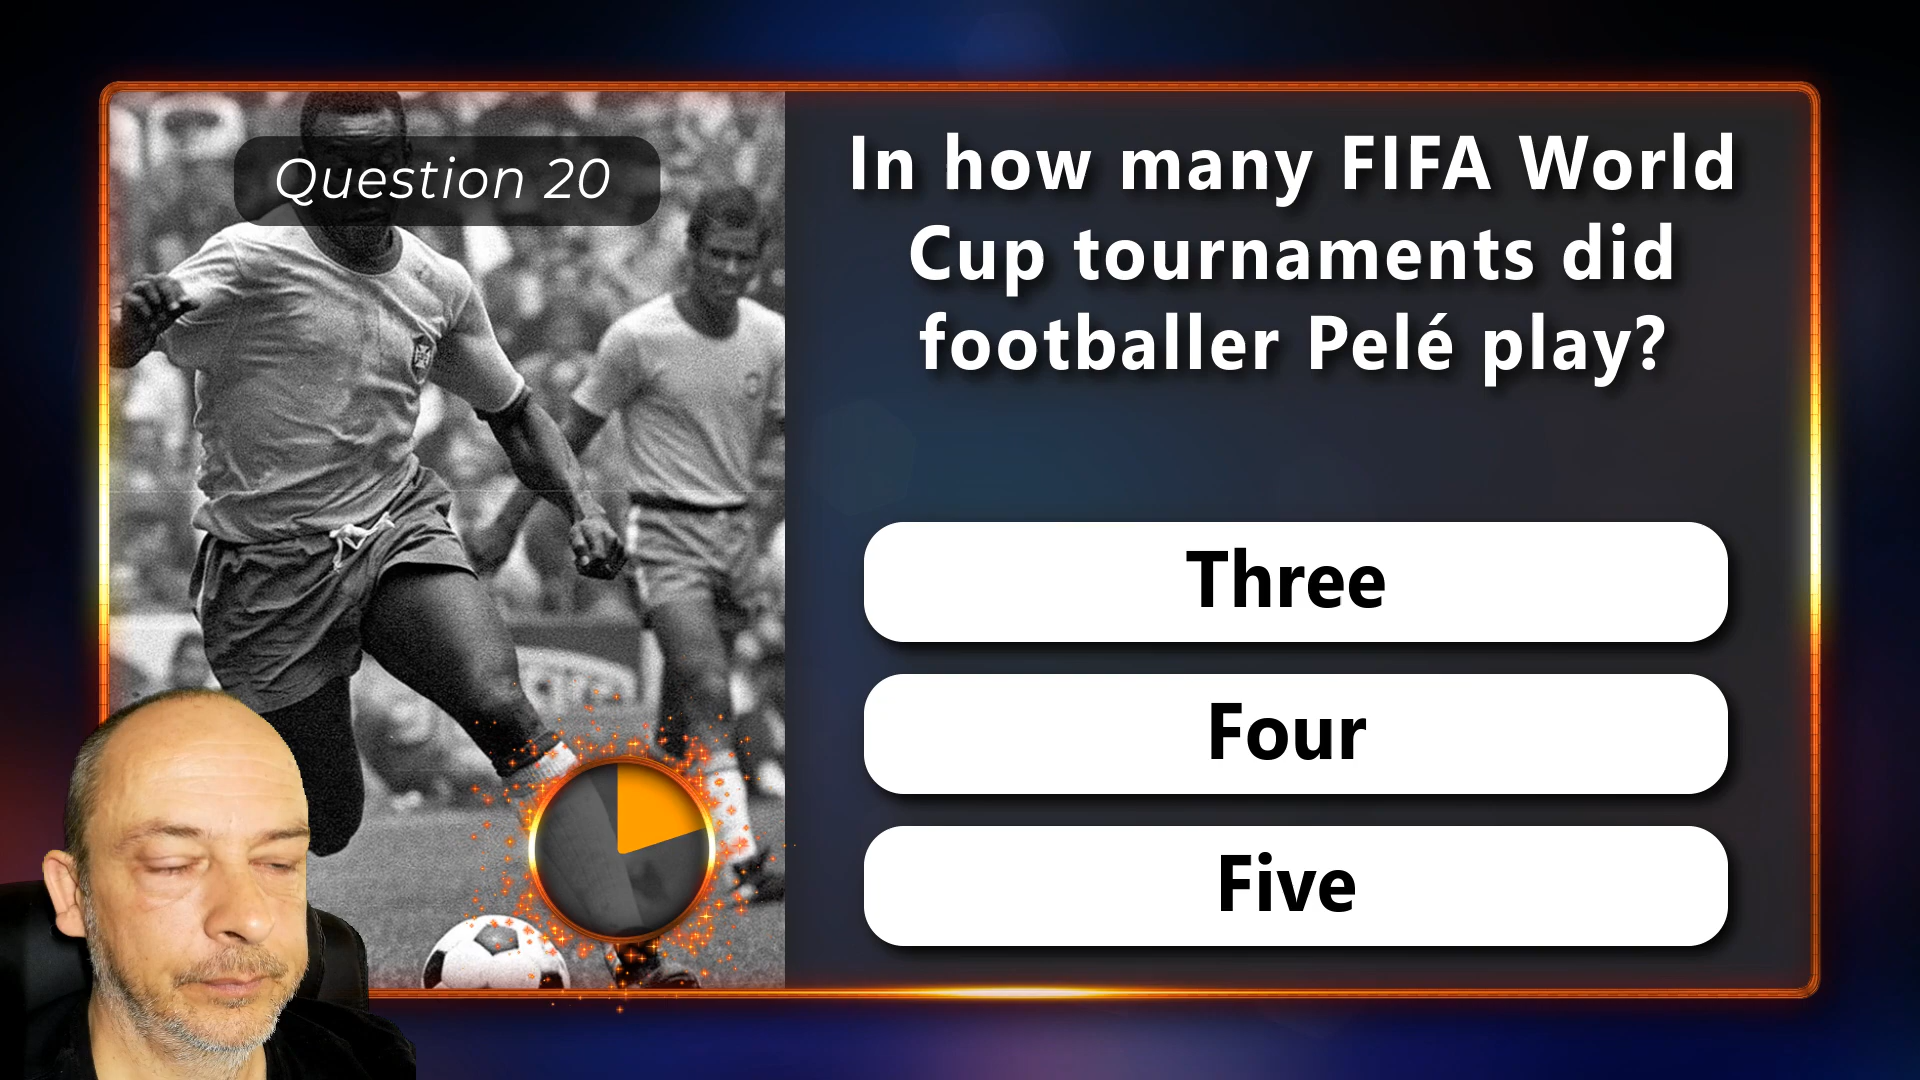 Question 20
In how many FIFA World
Cup tournaments did
footballer Pelé play?
Three
Four
Five